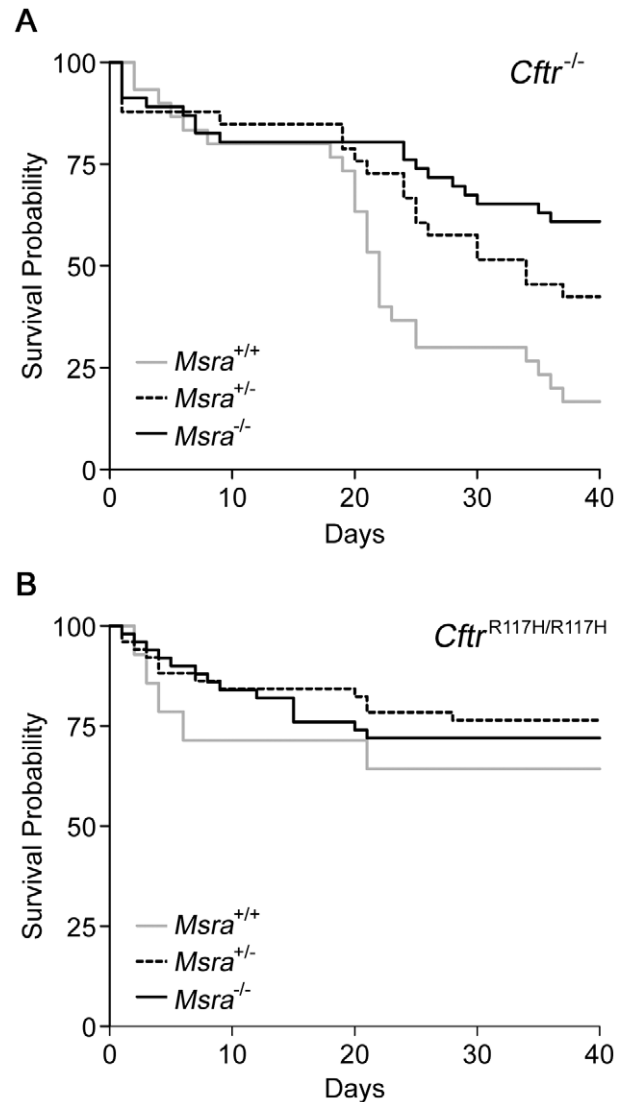 A
Cftr-/-
100
75
50
25
0
Survival Probability
Msra+/+
Msra+/-
Msra-/-
0 10 20 30 40
Days
B
CftrR117H/R117H
100
75
50
25
0
Survival Probability
Msra+/+
Msra+/-
Msra-/-
0 10 20 30 40
Days